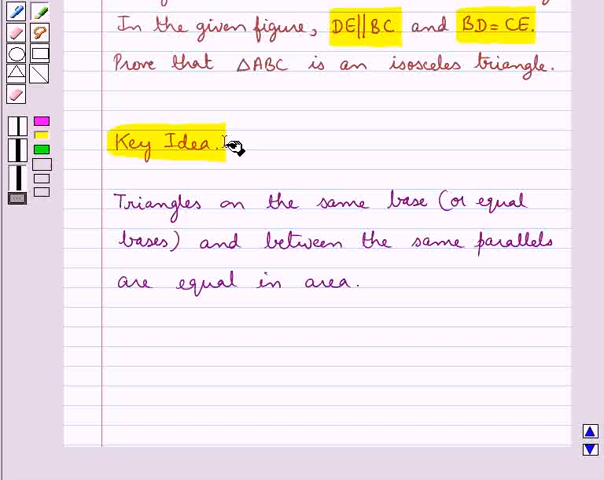 In the given figure, DE||BC and BD = CE.
Prove that △ABC is an isosceles triangle.
Key Idea.
Triangles on the same base (or equal
bases) and between the same parallels
are equal in area.